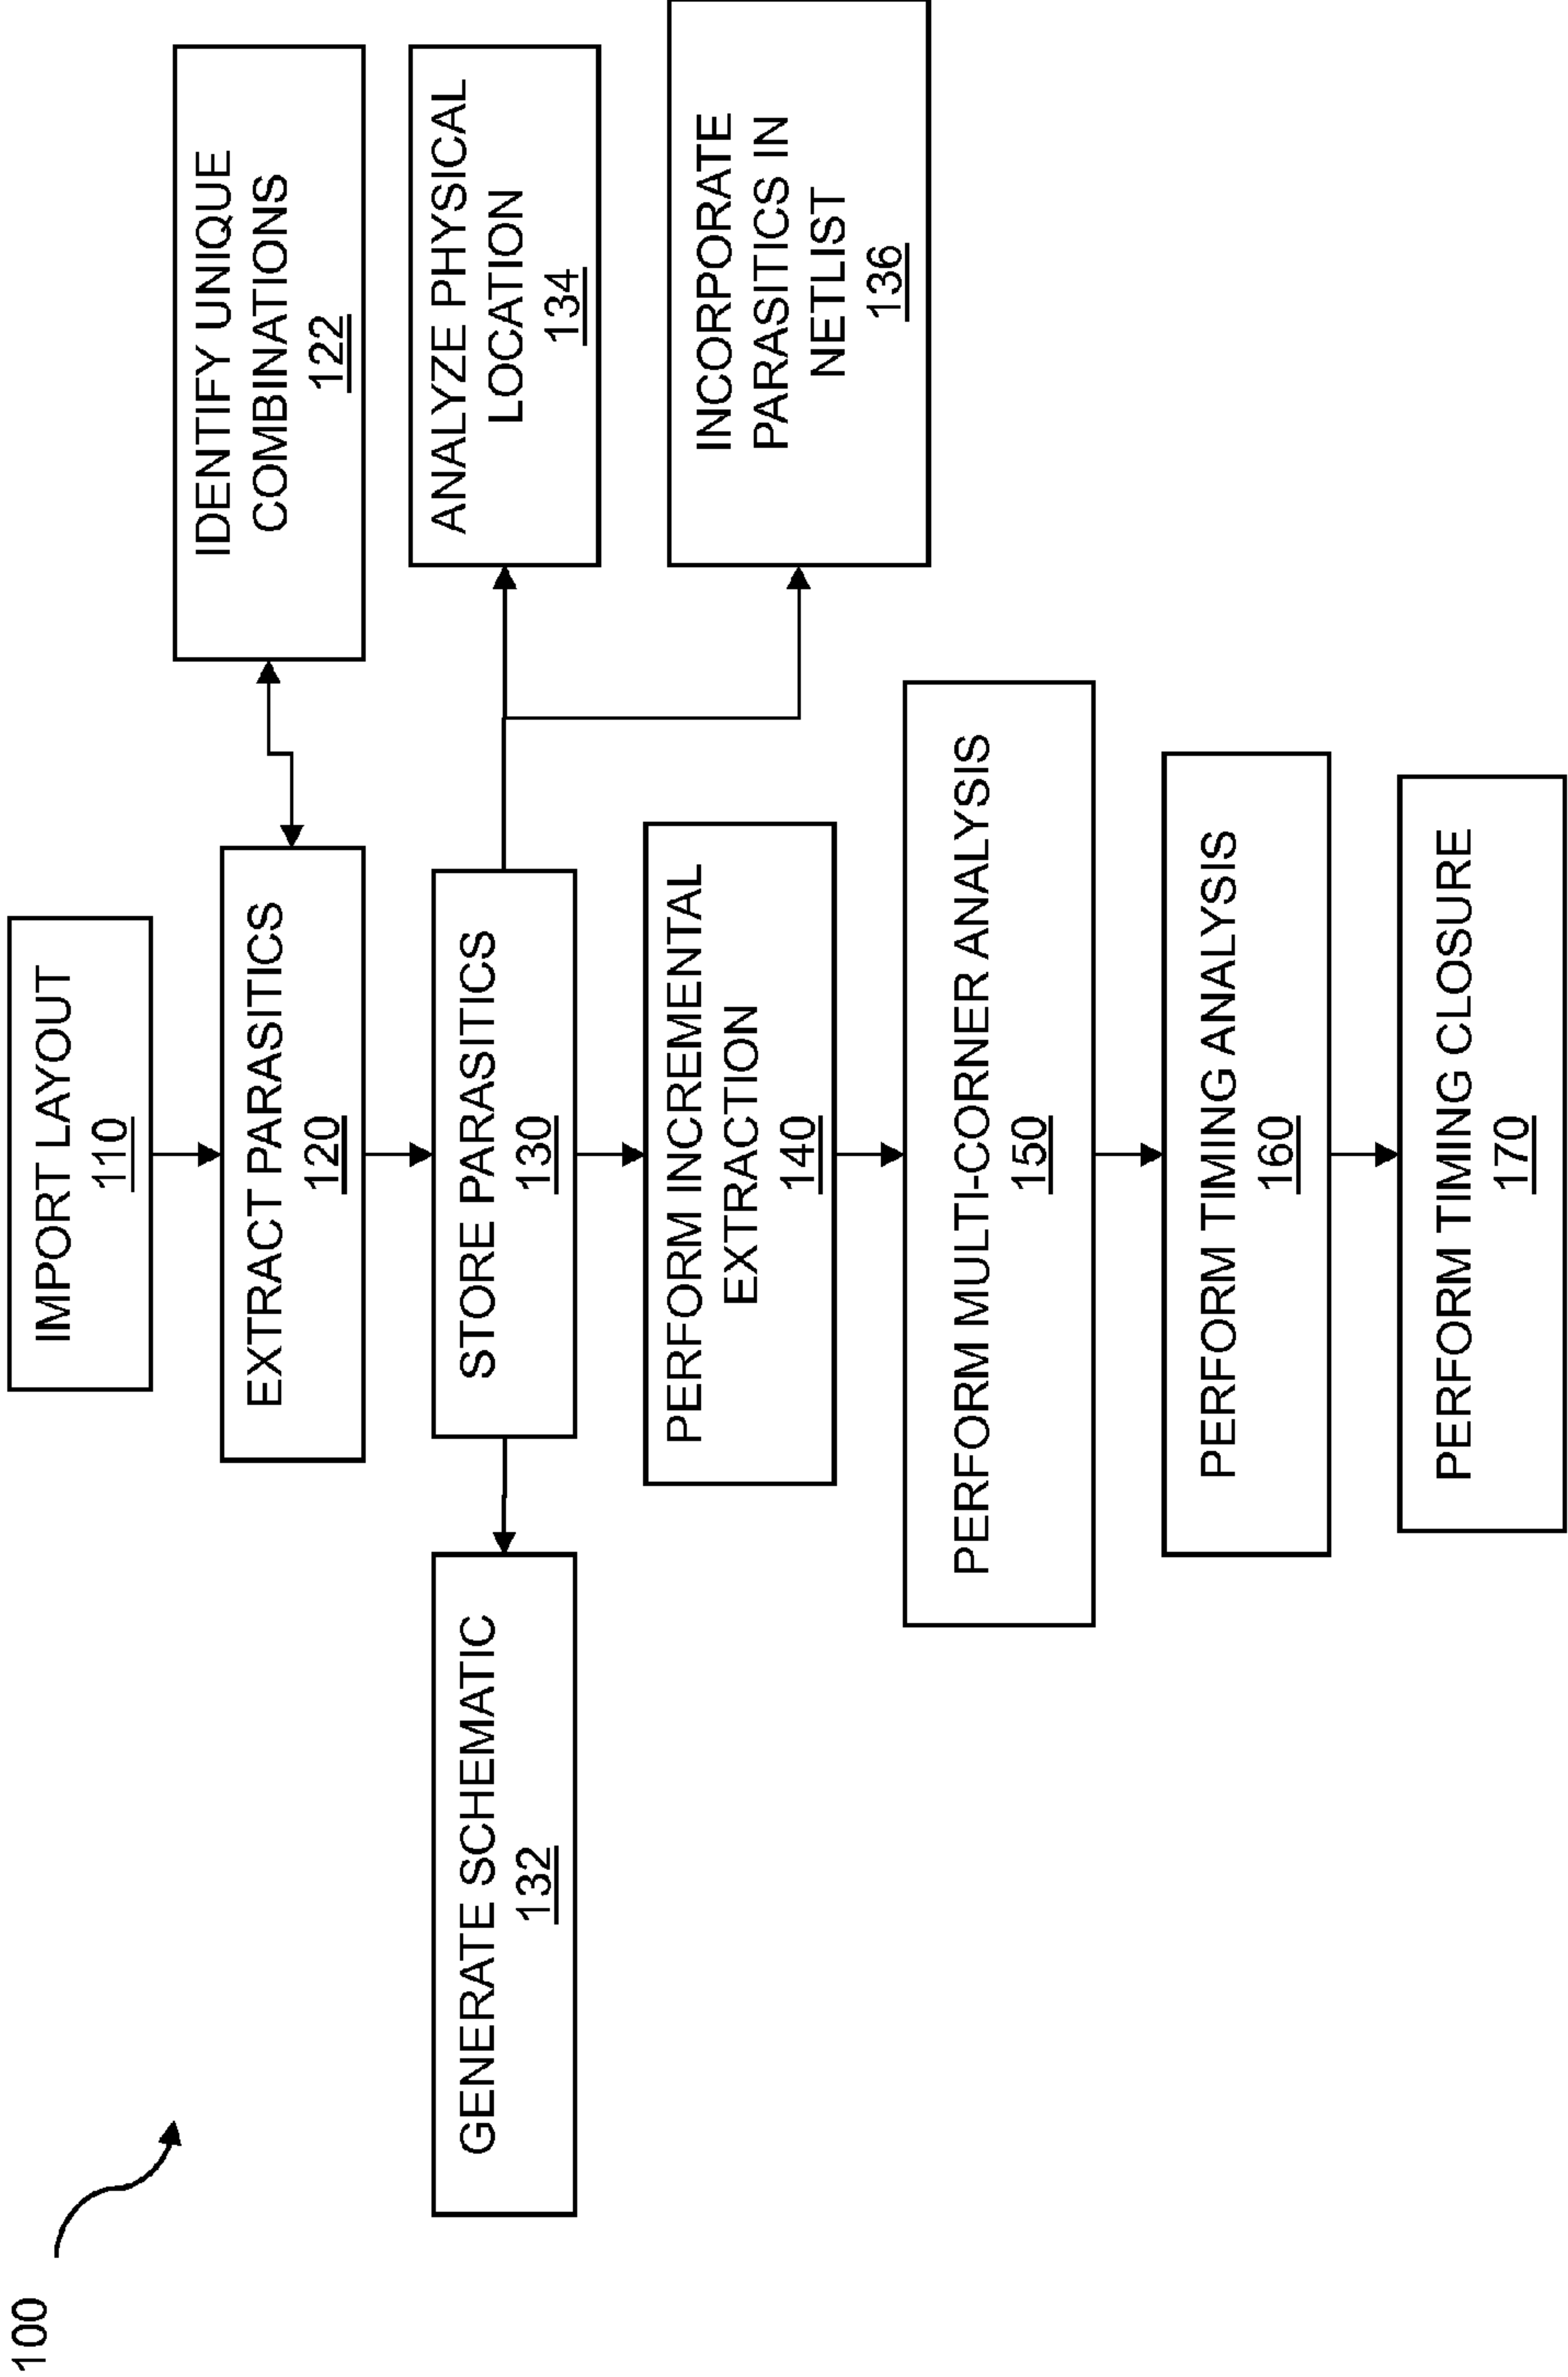 100
IMPORT LAYOUT
110
EXTRACT PARASITICS
120
IDENTIFY UNIQUE
COMBINATIONS
122
STORE PARASITICS
130
GENERATE SCHEMATIC
132
ANALYZE PHYSICAL
LOCATION
134
INCORPORATE
PARASITICS IN
NETLIST
136
PERFORM INCREMENTAL
EXTRACTION
140
PERFORM MULTI-CORNER ANALYSIS
150
PERFORM TIMING ANALYSIS
160
PERFORM TIMING CLOSURE
170